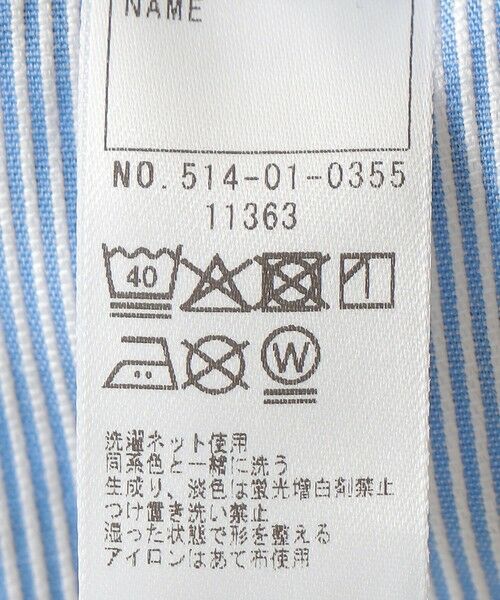 NAME
NO. 514-01-0355
11363
40
W
洗濯ネット使用
同系色と一緒に洗う
生成り、淡色は蛍光増白剤禁止
つけ置き洗い禁止
湿った状態で形を整える
アイロンはあて布使用